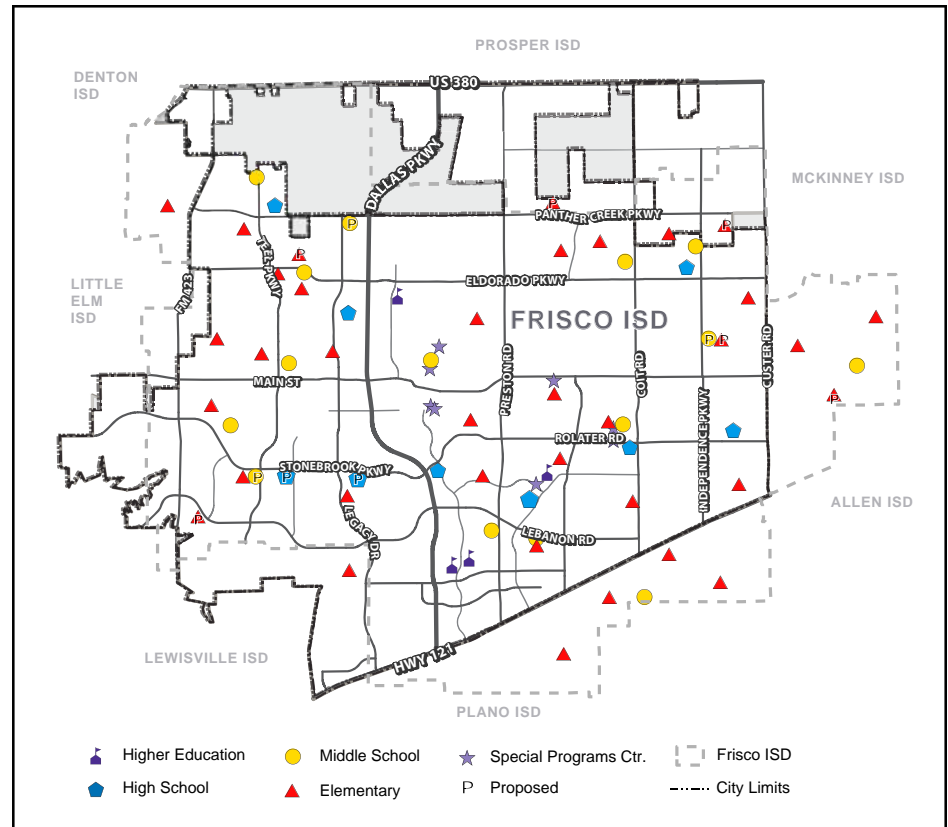 PROSPER ISD
DENTON
ISD
US 380
DALLAS PKWY
MCKINNEY ISD
P
PANTHER CREEK PKWY
P
P
TEEL PKWY
P
LITTLE
ELM
ISD
FM 423
ELDORADO PKWY
FRISCO ISD
P
P
PRESTON RD
COIT RD
CUSTER RD
MAIN ST
P
INDEPENDENCE PKWY
ROLATER RD
STONEBROOK PKWY
P
P
P
ALLEN ISD
P
LEGACY DR
LEBANON RD
LEWISVILLE ISD
HWY 121
PLANO ISD
Higher Education
Middle School
Special Programs Ctr.
Frisco ISD
High School
Elementary
P
Proposed
City Limits